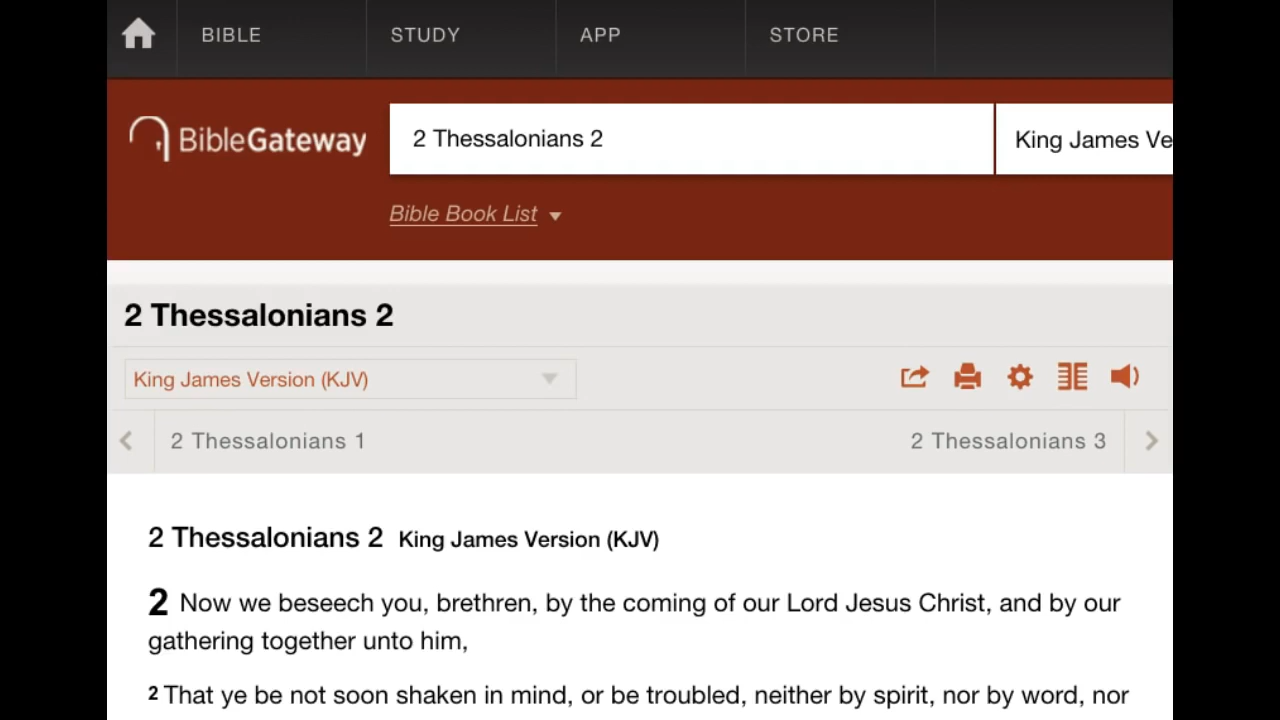 BIBLE STUDY APP STORE
BibleGateway 2 Thessalonians 2 King James Ve
Bible Book List
2 Thessalonians 2
King James Version (KJV)
2 Thessalonians 1 2 Thessalonians 3
2 Thessalonians 2 King James Version (KJV)
2 Now we beseech you, brethren, by the coming of our Lord Jesus Christ, and by our
gathering together unto him,
2 That ye be not soon shaken in mind, or be troubled, neither by spirit, nor by word, nor